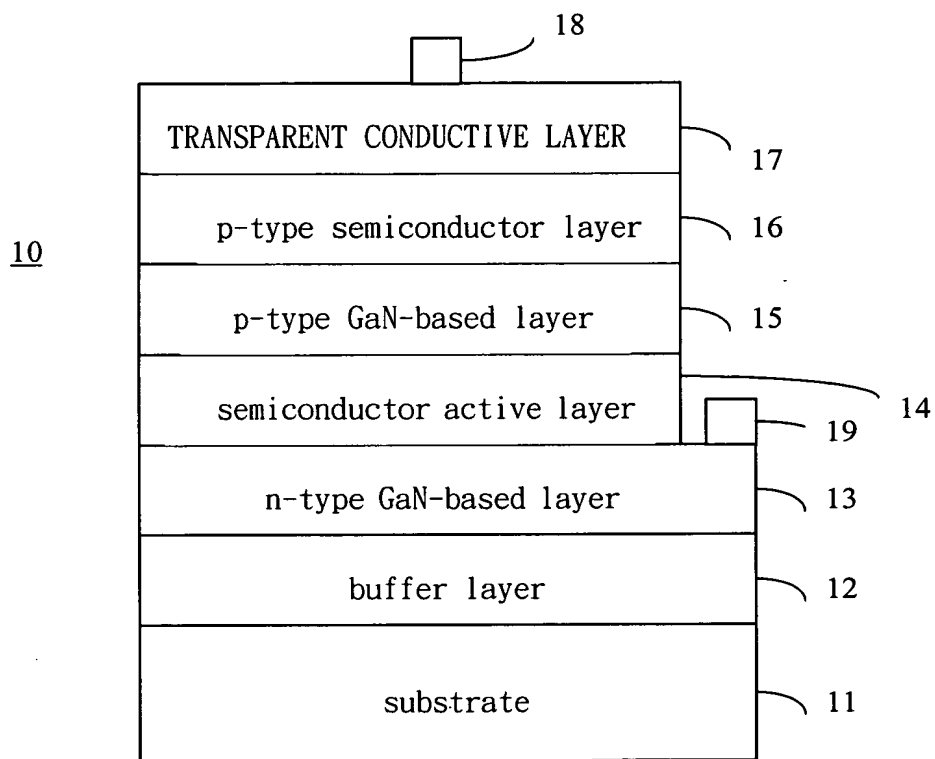 18
TRANSPARENT CONDUCTIVE LAYER
17
p-type semiconductor layer
16
10
p-type GaN-based layer
15
semiconductor active layer
14
19
n-type GaN-based layer
13
buffer layer
12
substrate
11